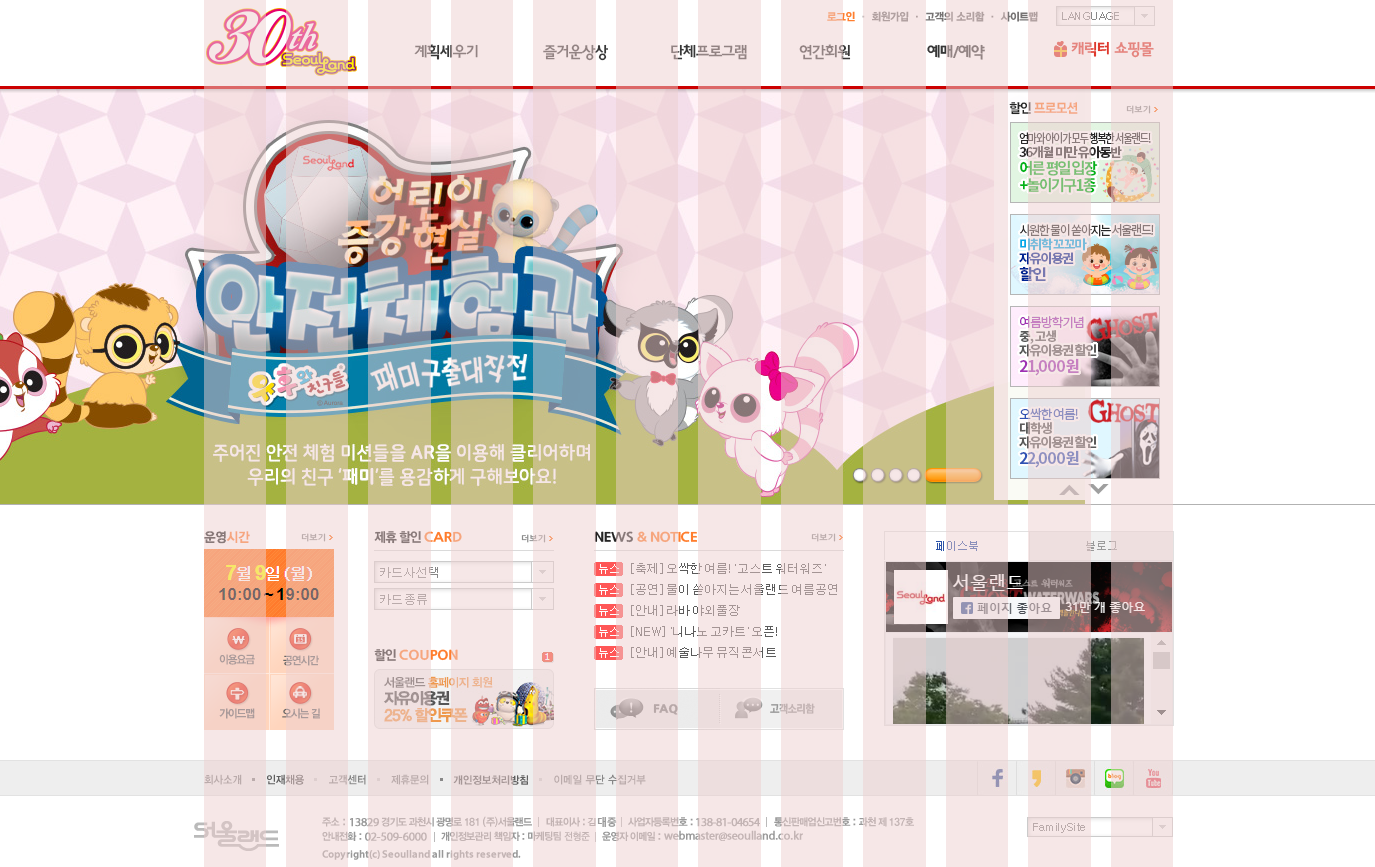 30th
SeoulLand
로그인 · 회원가입 · 고객의 소리함 · 사이트맵
LANGUAGE
계획세우기
즐거운상상
단체프로그램
연간회원
예매/예약
캐릭터 쇼핑몰
SeoulLand
어린이
증강현실
안전체험관
우후와 친구들
© Aurora
패미구출대작전
주어진 안전 체험 미션들을 AR을 이용해 클리어하며
우리의 친구 '패미'를 용감하게 구해보아요!
할인 프로모션
더보기 >
엄마와 아이가 모두 행복한 서울랜드!
36개월 미만 유아동반
어른 평일 입장
+놀이기구1종
시원한 물이 쏟아지는 서울랜드!
미취학 꼬꼬마
자유이용권
할인
여름방학기념
중, 고생
자유이용권 할인
21,000원
GHOST
오싹한 여름!
대학생
자유이용권 할인
22,000원
GHOST
운영시간
더보기 >
7월 9일 (월)
10:00 ~ 19:00
이용요금
공연시간
가이드맵
오시는 길
제휴 할인 CARD
더보기 >
카드사선택
카드 종류
할인 COUPON
1
서울랜드 홈페이지 회원
자유이용권
25% 할인쿠폰
NEWS & NOTICE
더보기 >
뉴스 [축제] 오싹한 여름! '고스트 워터워즈'
뉴스 [공연] 물이 쏟아지는 서울랜드 여름공연
뉴스 [안내] 라바 야외풀장
뉴스 [NEW] '니나노 고카트' 오픈!
뉴스 [안내] 예술나무 뮤직 콘서트
FAQ
고객소리함
페이스북
블로그
SeoulLand
서울랜드
고스트 워터워즈
WATERWARS
페이지 좋아요
31만 개 좋아요
회사소개
인재채용
고객센터
제휴문의
개인정보처리방침
이메일 무단 수집거부
blog
You
Tube
서울랜드
주소 : 13829 경기도 과천시 광명로 181 (주)서울랜드 | 대표이사 : 김 대중 | 사업자등록번호 : 138-81-04654 | 통신판매업신고번호 : 과천 제 137호
안내전화 : 02-509-6000 | 개인정보관리 책임자 : 마케팅팀 전형준 | 운영자 이메일 : webmaster@seoulland.co.kr
Copyright(c) Seoulland all rights reserved.
FamilySite